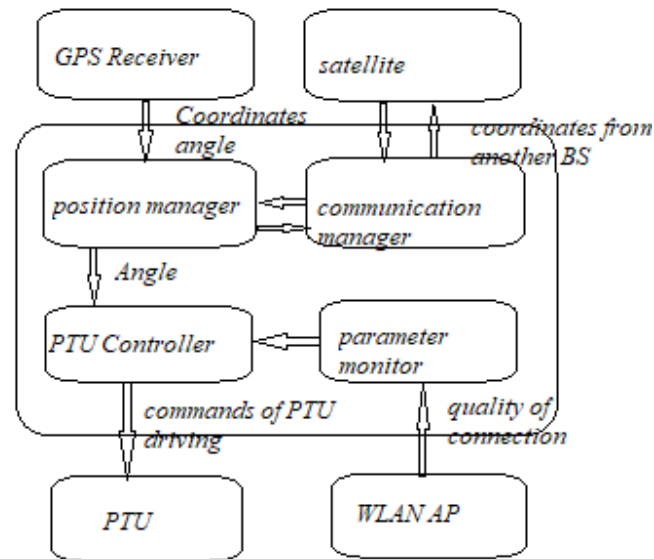 GPS Receiver
satellite
Coordinates
angle
coordinates from
another BS
position manager
communication
manager
Angle
PTU Controller
parameter
monitor
commands of PTU
driving
quality of
connection
PTU
WLAN AP